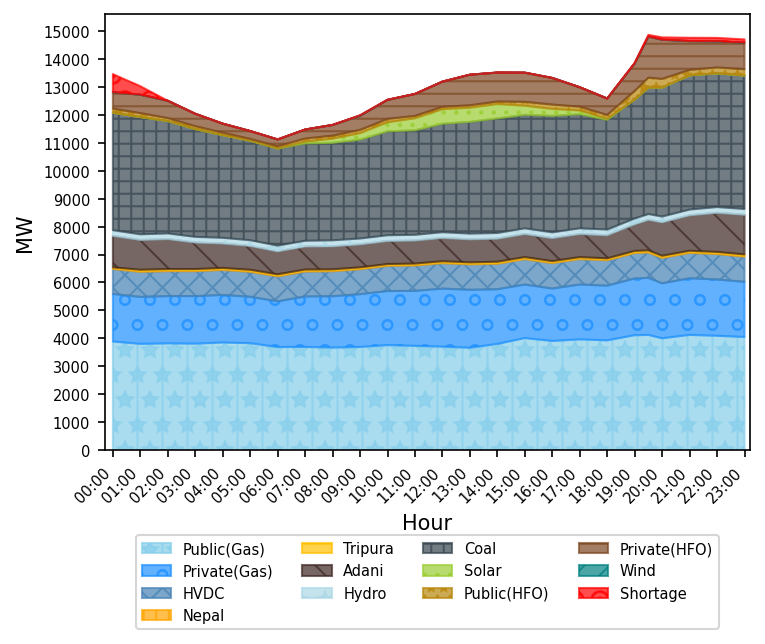 15000
14000
13000
12000
11000
10000
9000
8000
7000
6000
5000
4000
3000
2000
1000
0
MW
00:00 01:00 02:00 03:00 04:00 05:00 06:00 07:00 08:00 09:00 10:00 11:00 12:00 13:00 14:00 15:00 16:00 17:00 18:00 19:00 20:00 21:00 22:00 23:00
Hour
Public(Gas) Tripura Coal Private(HFO)
Private(Gas) Adani Solar Wind
HVDC Hydro Public(HFO) Shortage
Nepal